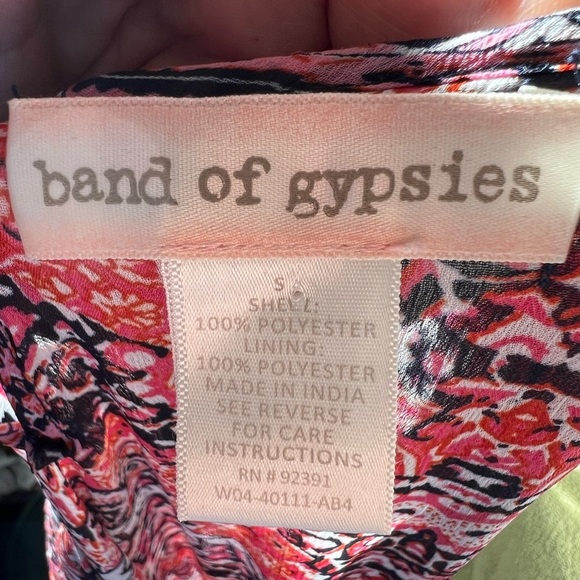 band of gypsies
S
SHELL:
100% POLYESTER
LINING:
100% POLYESTER
MADE IN INDIA
SEE REVERSE
FOR CARE
INSTRUCTIONS
RN # 92391
W04-40111-AB4